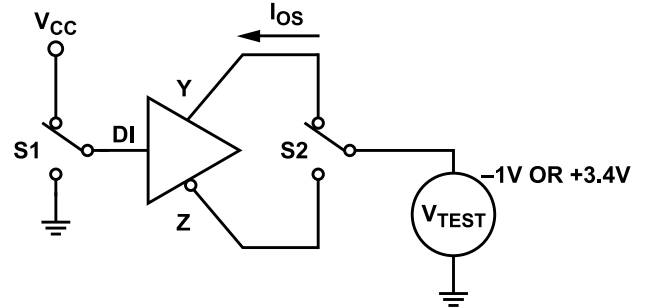 I_OS
V_CC
Y
S1
DI
S2
Z
–1V OR +3.4V
V_TEST